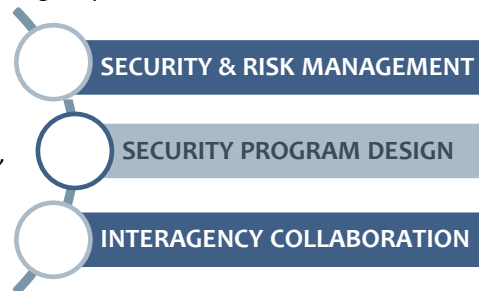 SECURITY & RISK MANAGEMENT
SECURITY PROGRAM DESIGN
INTERAGENCY COLLABORATION